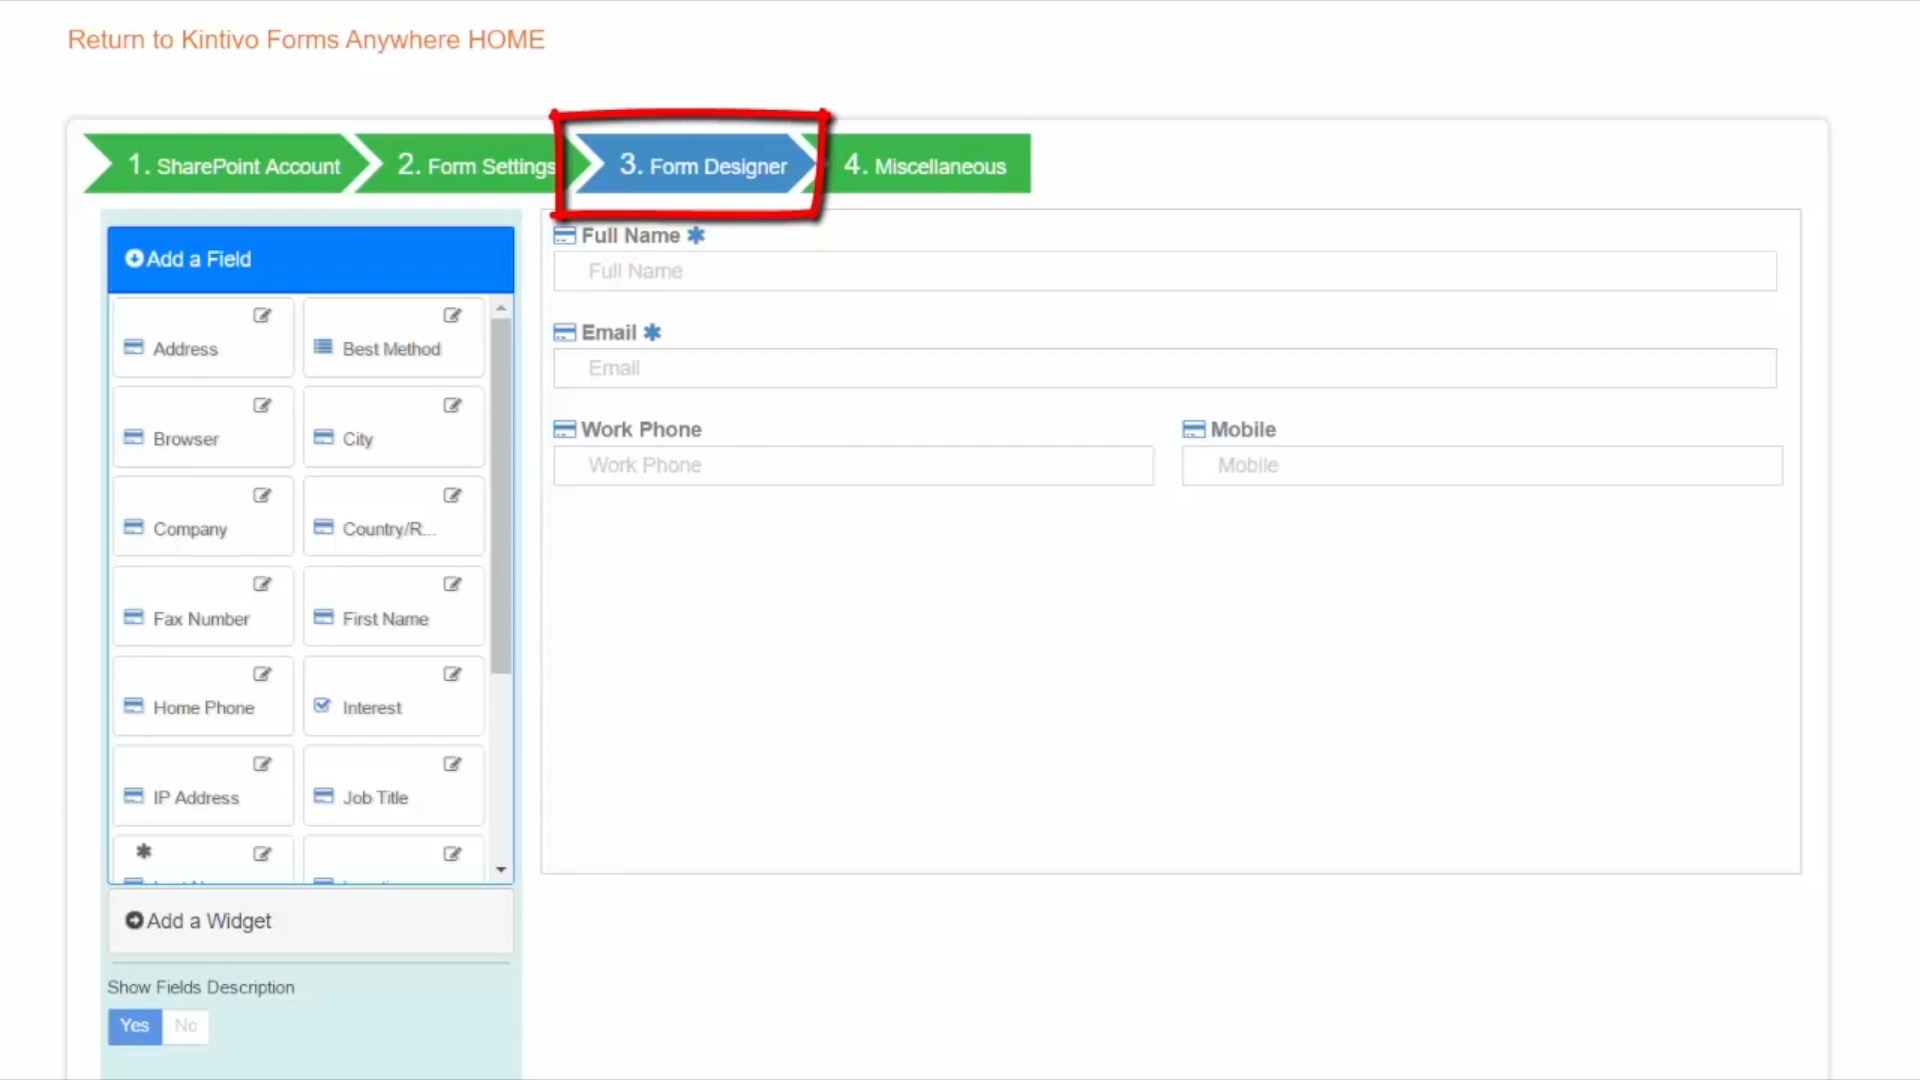 Return to Kintivo Forms Anywhere HOME
1. SharePoint Account
2. Form Settings
3. Form Designer
4. Miscellaneous
Add a Field
Address
Best Method
Browser
City
Company
Country/R...
Fax Number
First Name
Home Phone
Interest
IP Address
Job Title
Add a Widget
Show Fields Description
Yes No
Full Name
Full Name
Email
Email
Work Phone
Mobile
Work Phone
Mobile